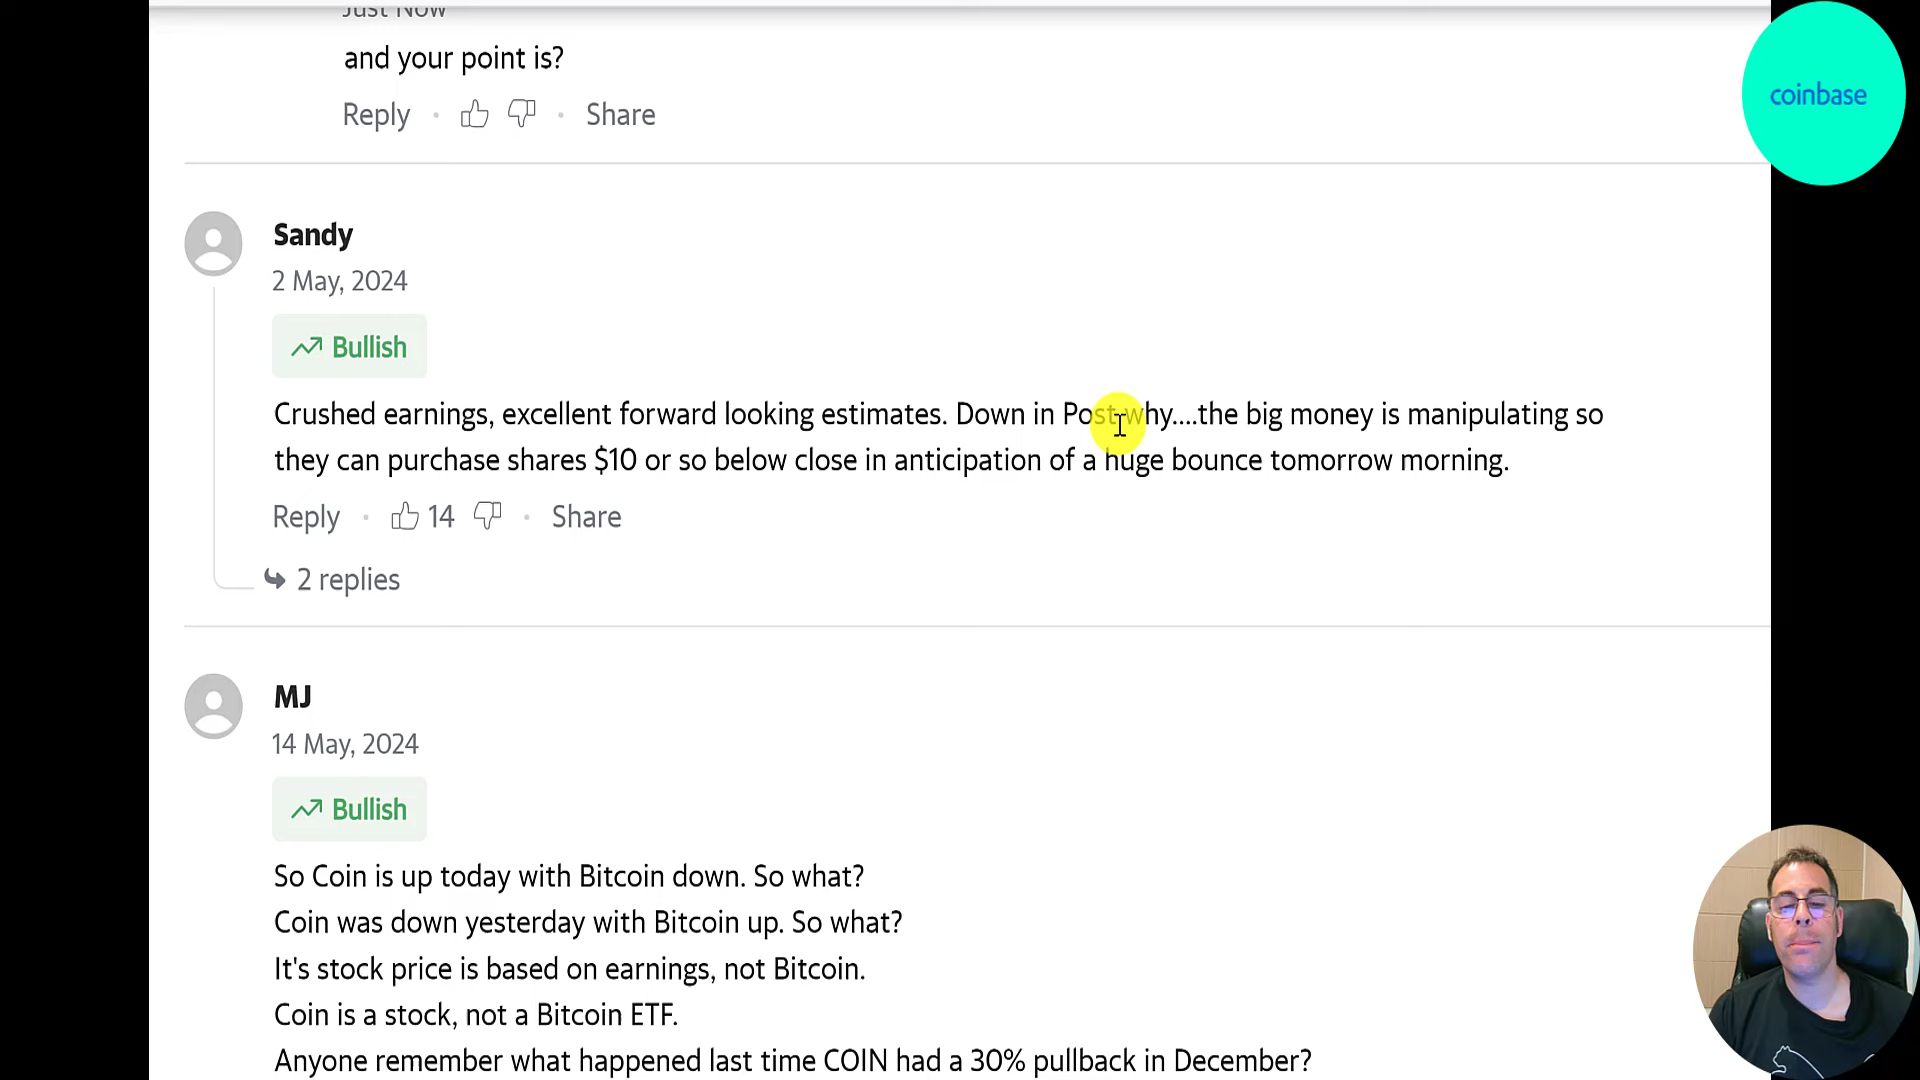 Just Now
and your point is?
Reply · Share
coinbase
Sandy
2 May, 2024
Bullish
Crushed earnings, excellent forward looking estimates. Down in Post why....the big money is manipulating so
they can purchase shares $10 or so below close in anticipation of a huge bounce tomorrow morning.
Reply · 14 · Share
2 replies
MJ
14 May, 2024
Bullish
So Coin is up today with Bitcoin down. So what?
Coin was down yesterday with Bitcoin up. So what?
It's stock price is based on earnings, not Bitcoin.
Coin is a stock, not a Bitcoin ETF.
Anyone remember what happened last time COIN had a 30% pullback in December?